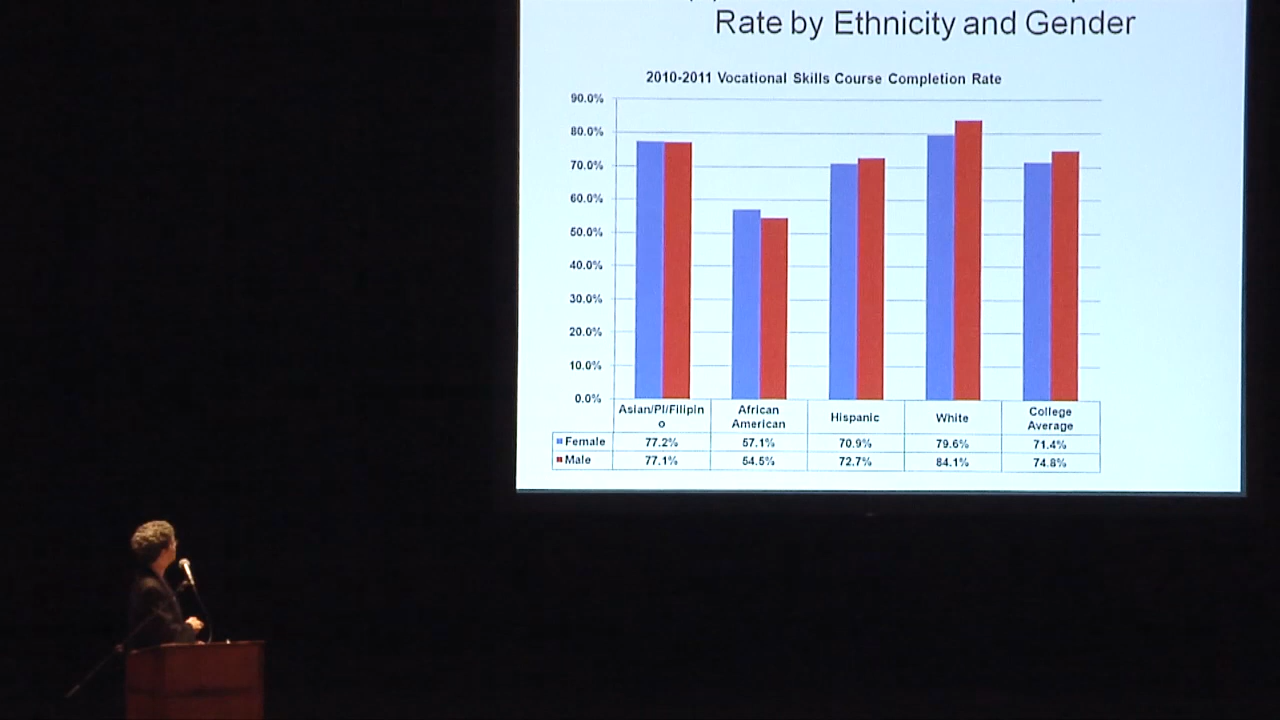 Rate by Ethnicity and Gender
2010-2011 Vocational Skills Course Completion Rate
90.0%
80.0%
70.0%
60.0%
50.0%
40.0%
30.0%
20.0%
10.0%
0.0%
Asian/PI/Filipin
o
African
American
Hispanic
White
College
Average
Female 77.2% 57.1% 70.9% 79.6% 71.4%
Male 77.1% 54.5% 72.7% 84.1% 74.8%